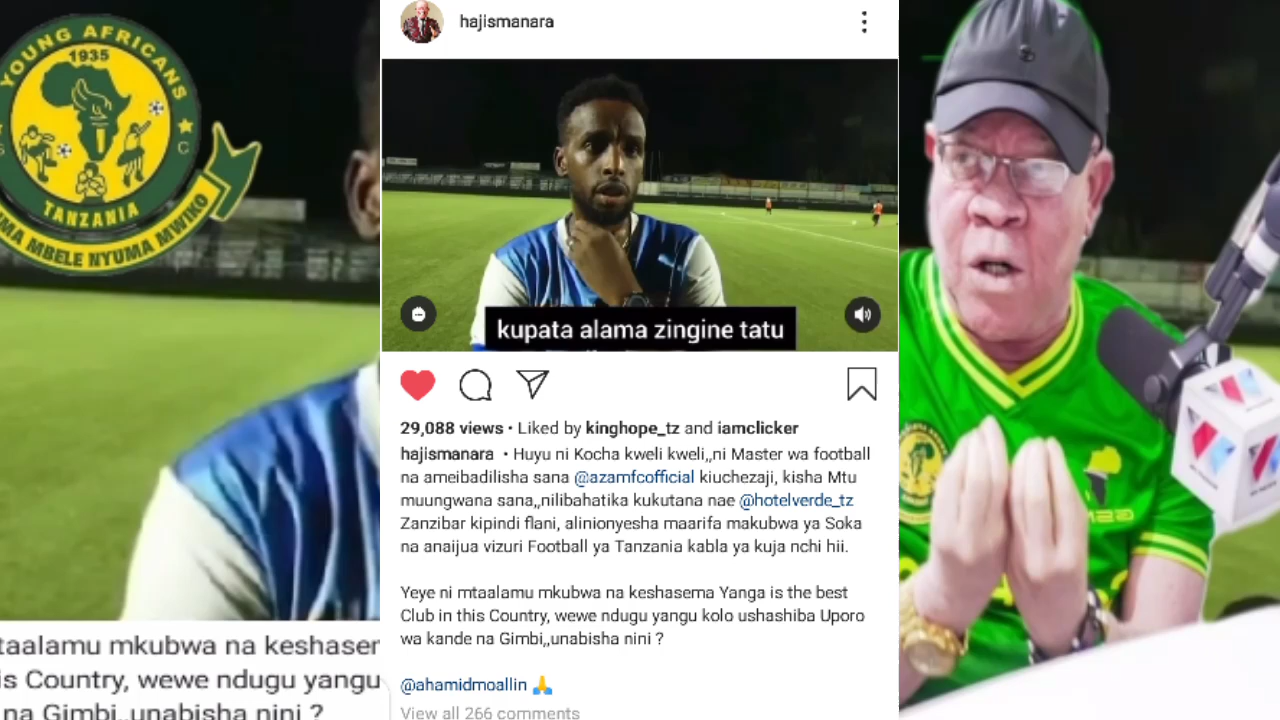 YOUNG AFRICANS
1935
TANZANIA
MBELE NYUMA MWIKO
taalamu mkubwa na keshasem
is Country, wewe ndugu yangu
na Gimbi,,unabisha nini ?
hajismanara
kupata alama zingine tatu
29,088 views • Liked by kinghope_tz and iamclicker
hajismanara • Huyu ni Kocha kweli kweli,,ni Master wa football
na ameibadilisha sana @azamfcofficial kiuchezaji, kisha Mtu
muungwana sana,,nilibahatika kukutana nae @hotelverde_tz
Zanzibar kipindi flani, alinionyesha maarifa makubwa ya Soka
na anaijua vizuri Football ya Tanzania kabla ya kuja nchi hii.
Yeye ni mtaalamu mkubwa na keshasema Yanga is the best
Club in this Country, wewe ndugu yangu kolo ushashiba Uporo
wa kande na Gimbi,,unabisha nini ?
@ahamidmoallin 🙏
View all 266 comments